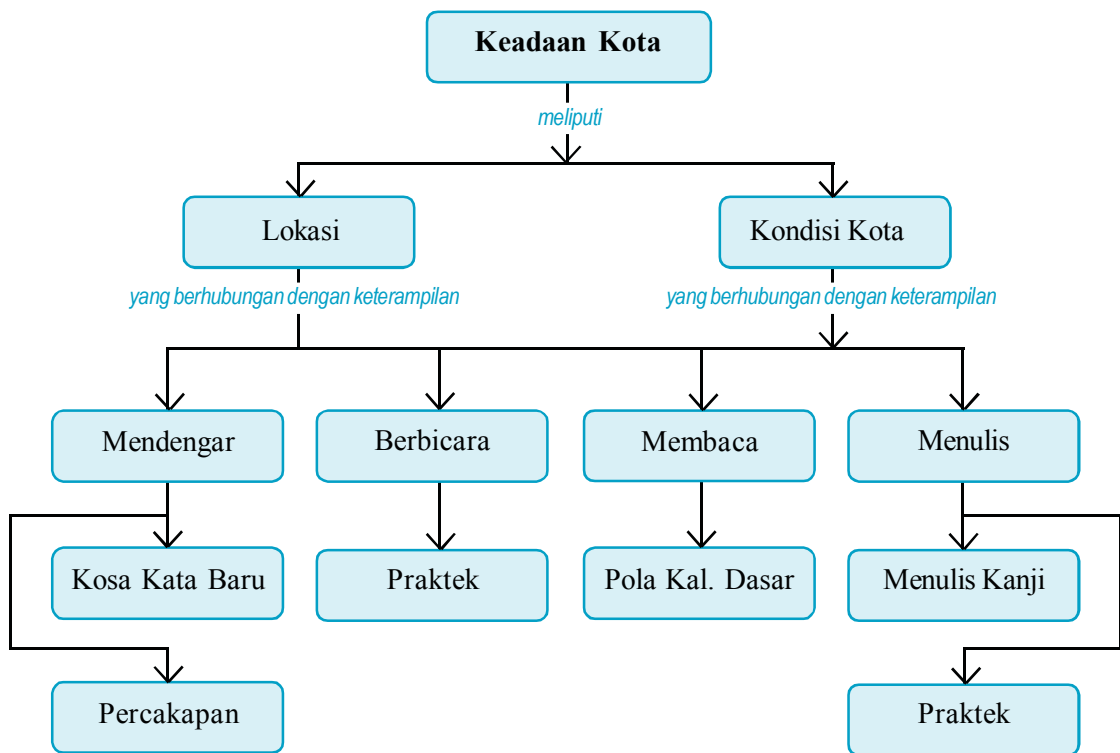 Keadaan Kota
meliputi
Lokasi
Kondisi Kota
yang berhubungan dengan keterampilan
yang berhubungan dengan keterampilan
Mendengar
Berbicara
Membaca
Menulis
Kosa Kata Baru
Praktek
Pola Kal. Dasar
Menulis Kanji
Percakapan
Praktek